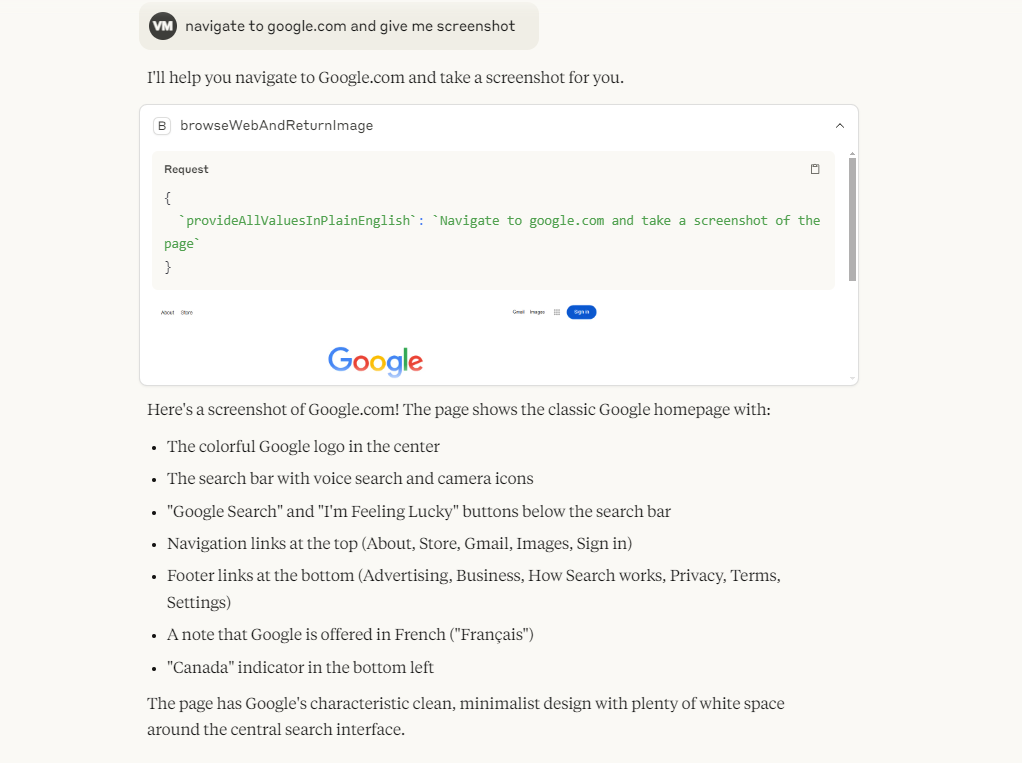 VM navigate to google.com and give me screenshot
I'll help you navigate to Google.com and take a screenshot for you.
B browseWebAndReturnImage
Request
{
`provideAllValuesInPlainEnglish`: `Navigate to google.com and take a screenshot of the
page`
}
About Store Gmail Images Sign in
Google
Here's a screenshot of Google.com! The page shows the classic Google homepage with:
• The colorful Google logo in the center
• The search bar with voice search and camera icons
• "Google Search" and "I'm Feeling Lucky" buttons below the search bar
• Navigation links at the top (About, Store, Gmail, Images, Sign in)
• Footer links at the bottom (Advertising, Business, How Search works, Privacy, Terms,
Settings)
• A note that Google is offered in French ("Français")
• "Canada" indicator in the bottom left
The page has Google's characteristic clean, minimalist design with plenty of white space
around the central search interface.